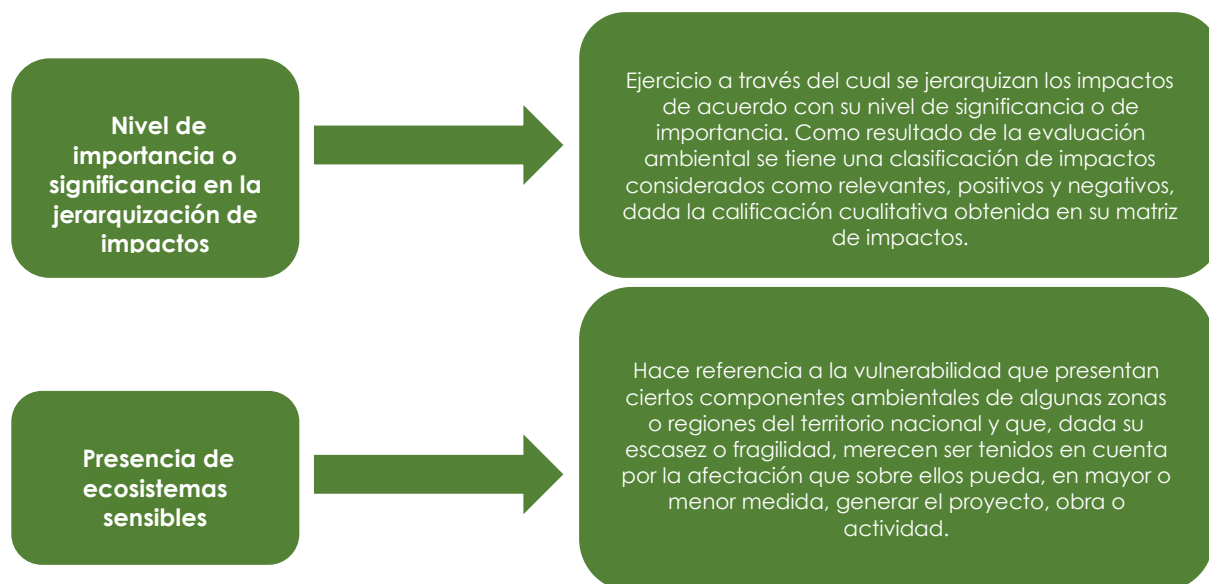 Nivel de
importancia o
significancia en la
jerarquización de
impactos
Ejercicio a través del cual se jerarquizan los impactos
de acuerdo con su nivel de significancia o de
importancia. Como resultado de la evaluación
ambiental se tiene una clasificación de impactos
considerados como relevantes, positivos y negativos,
dada la calificación cualitativa obtenida en su matriz
de impactos.
Presencia de
ecosistemas
sensibles
Hace referencia a la vulnerabilidad que presentan
ciertos componentes ambientales de algunas zonas
o regiones del territorio nacional y que, dada su
escasez o fragilidad, merecen ser tenidos en cuenta
por la afectación que sobre ellos pueda, en mayor o
menor medida, generar el proyecto, obra o
actividad.